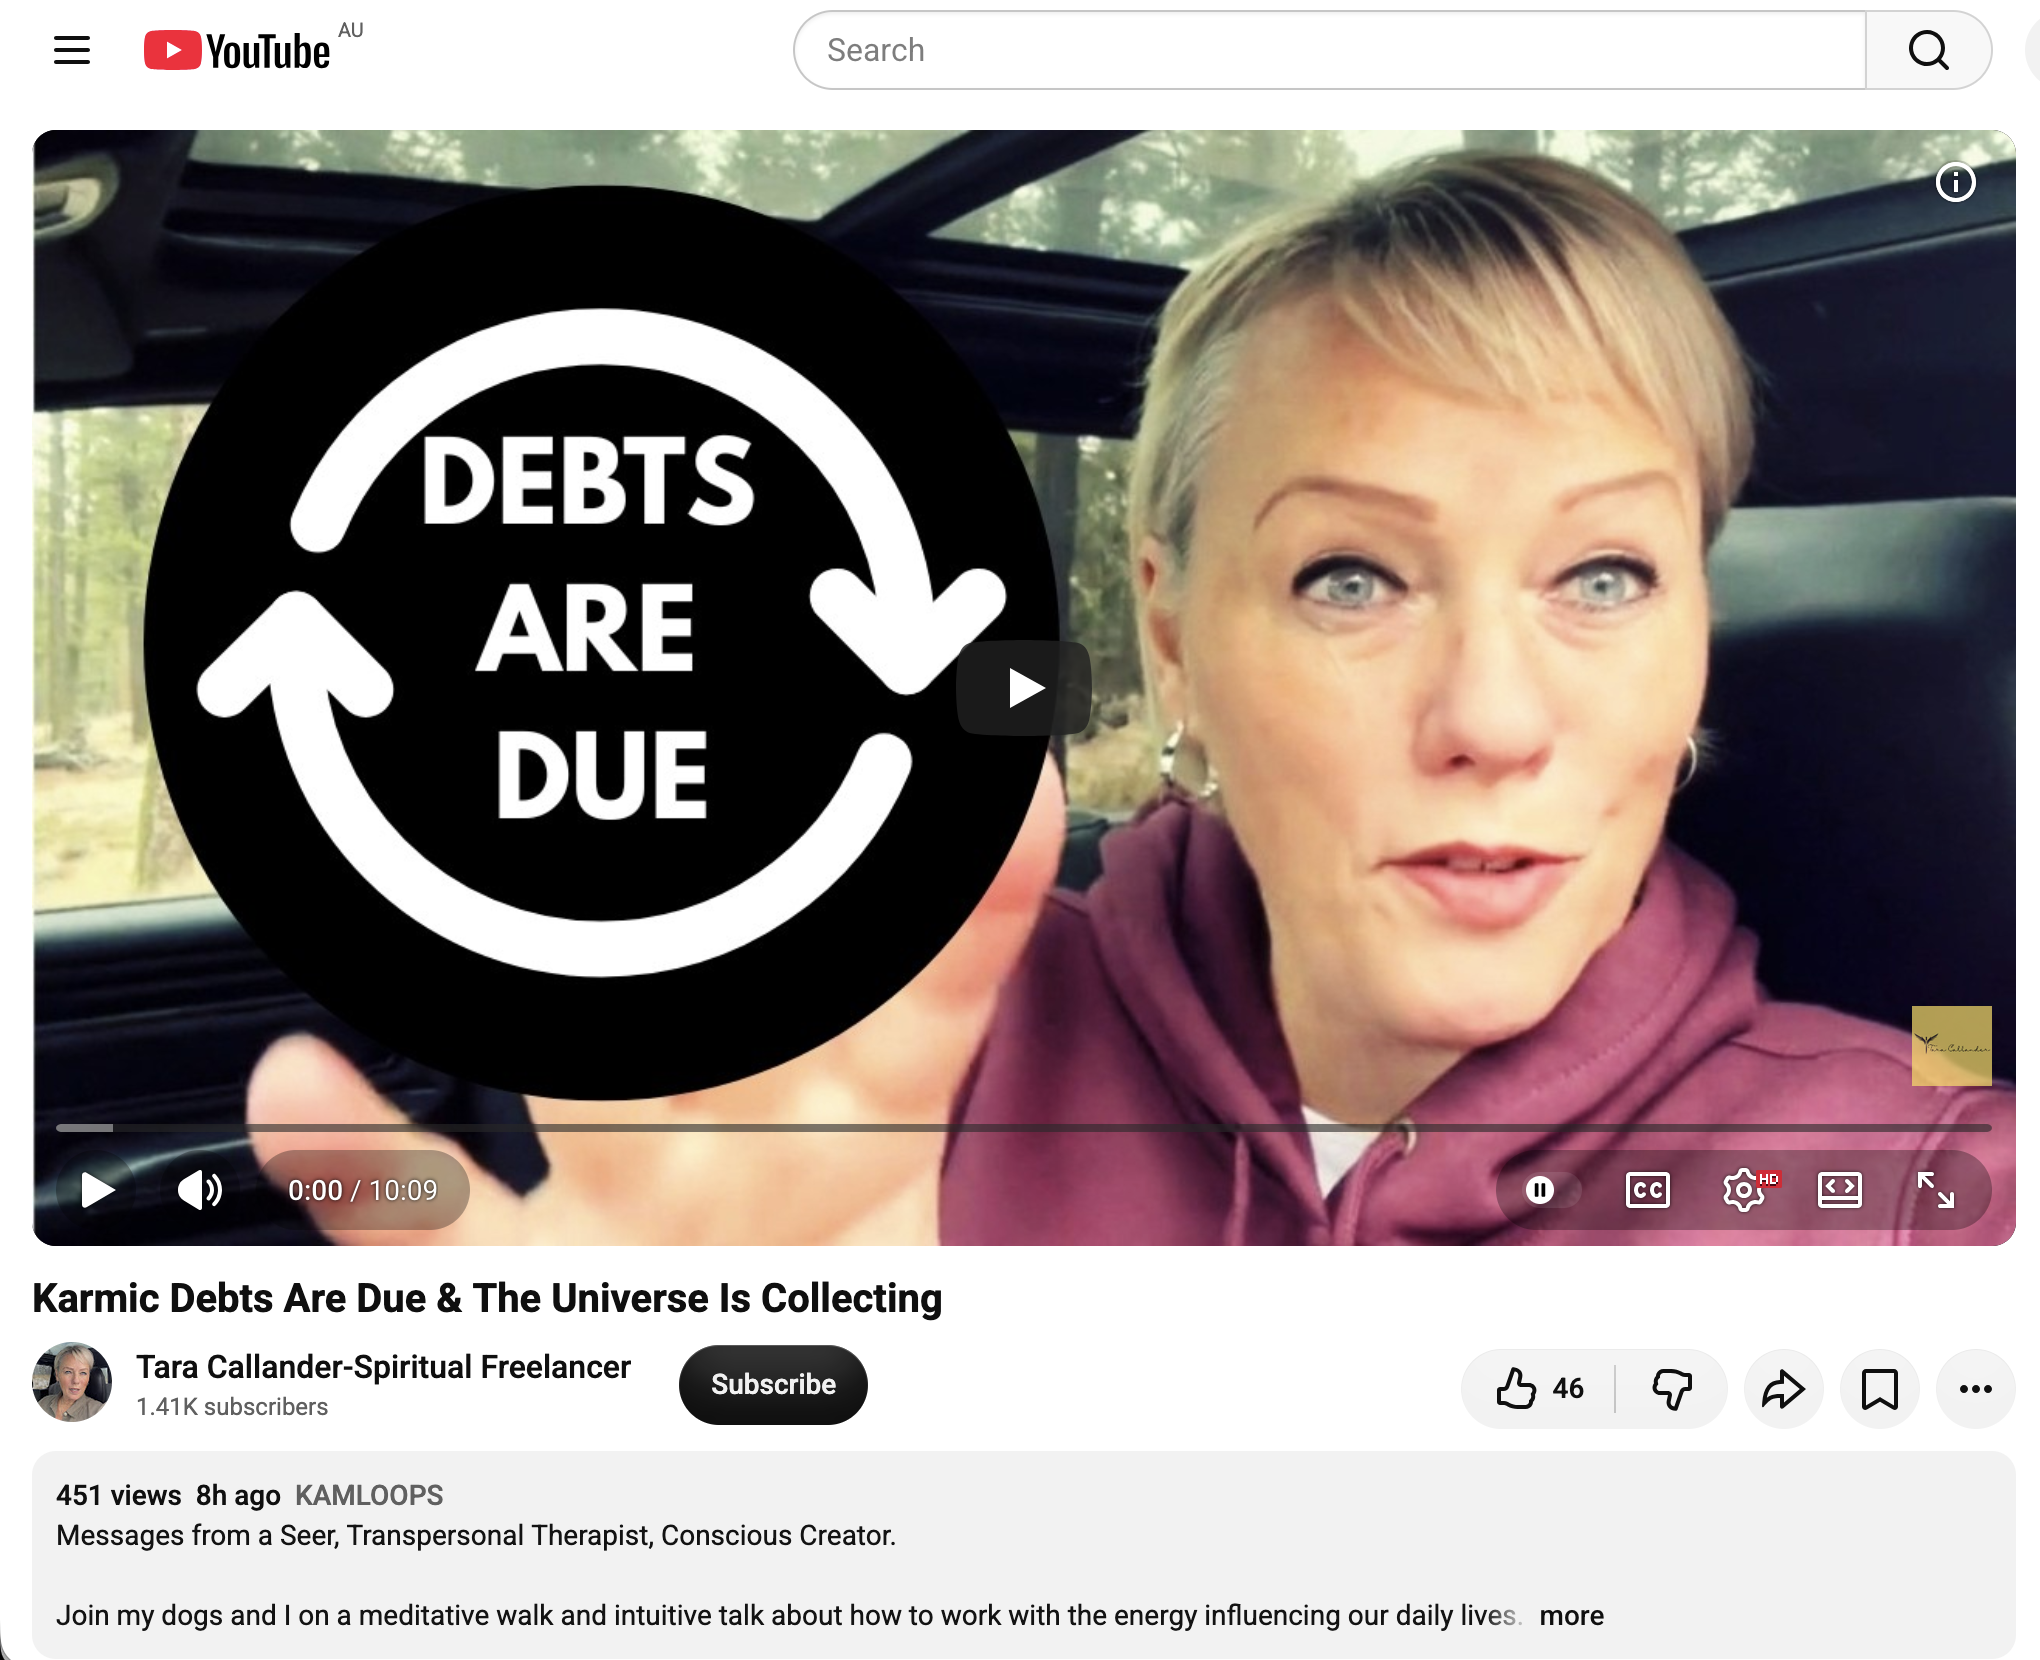 YouTube AU
Search
DEBTS
ARE
DUE
Tara Callander
0:00 / 10:09
CC
HD
Karmic Debts Are Due & The Universe Is Collecting
Tara Callander-Spiritual Freelancer
1.41K subscribers
Subscribe
46
451 views 8h ago KAMLOOPS
Messages from a Seer, Transpersonal Therapist, Conscious Creator.
Join my dogs and I on a meditative walk and intuitive talk about how to work with the energy influencing our daily lives. more